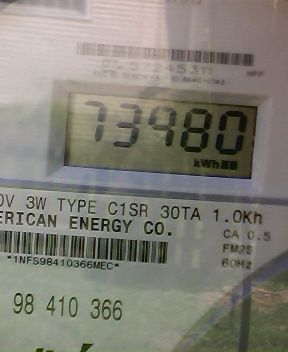 73980
kWh
0V 3W TYPE C1SR 30TA 1.0Kh
ERICAN ENERGY CO.
CA 0.5
FM2S
60Hz
*1NFS98410366MEC*
98 410 366